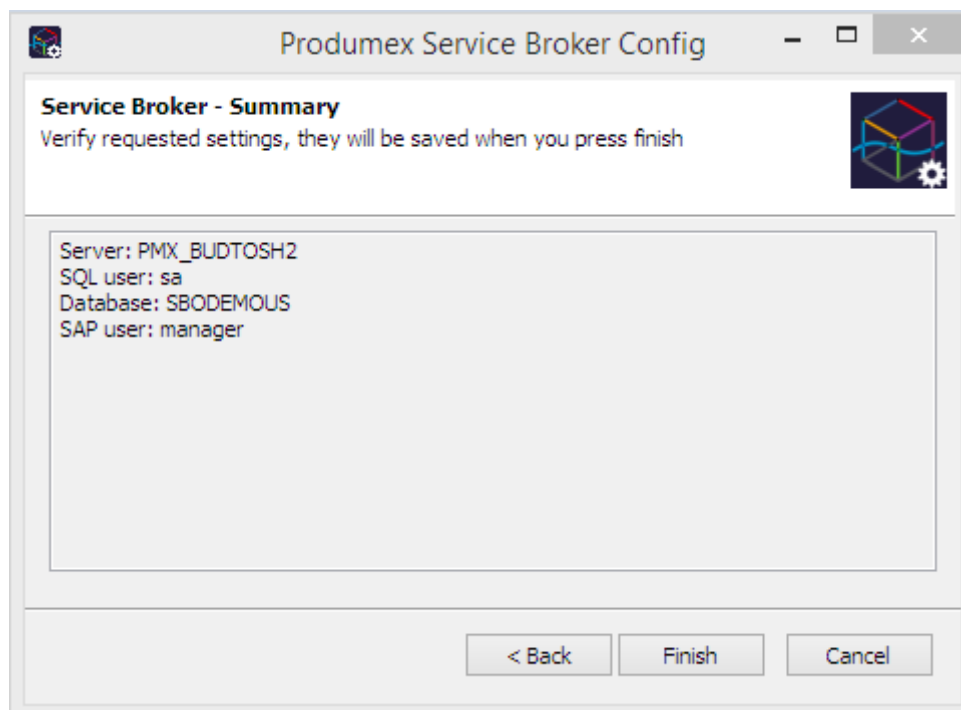 Produmex Service Broker Config
Service Broker - Summary
Verify requested settings, they will be saved when you press finish
Server: PMX_BUDTOSH2
SQL user: sa
Database: SBODEMOUS
SAP user: manager
< Back
Finish
Cancel